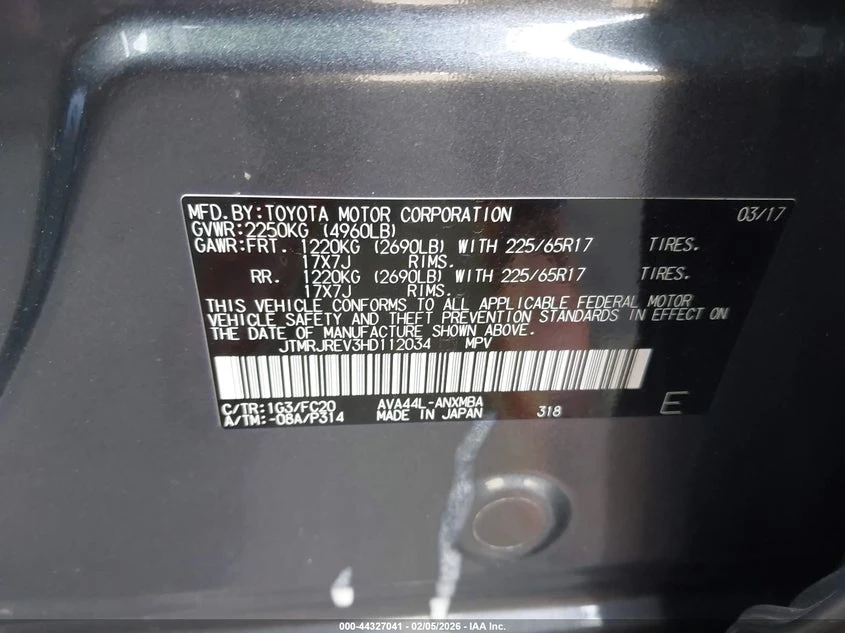 MFD.BY:TOYOTA MOTOR CORPORATION 03/17
GVWR:2250KG (4960LB)
GAWR:FRT. 1220KG (2690LB) WITH 225/65R17 TIRES.
17X7J RIMS.
RR. 1220KG (2690LB) WITH 225/65R17 TIRES.
17X7J RIMS.
THIS VEHICLE CONFORMS TO ALL APPLICABLE FEDERAL MOTOR
VEHICLE SAFETY AND THEFT PREVENTION STANDARDS IN EFFECT ON
THE DATE OF MANUFACTURE SHOWN ABOVE.
JTMRJREV3HD112034 MPV
C/TR:1G3/FC20 AVA44L-ANXMBA
A/TM:-08A/P314 MADE IN JAPAN 318 E
000-44327041 - 02/05/2026 - IAA Inc.